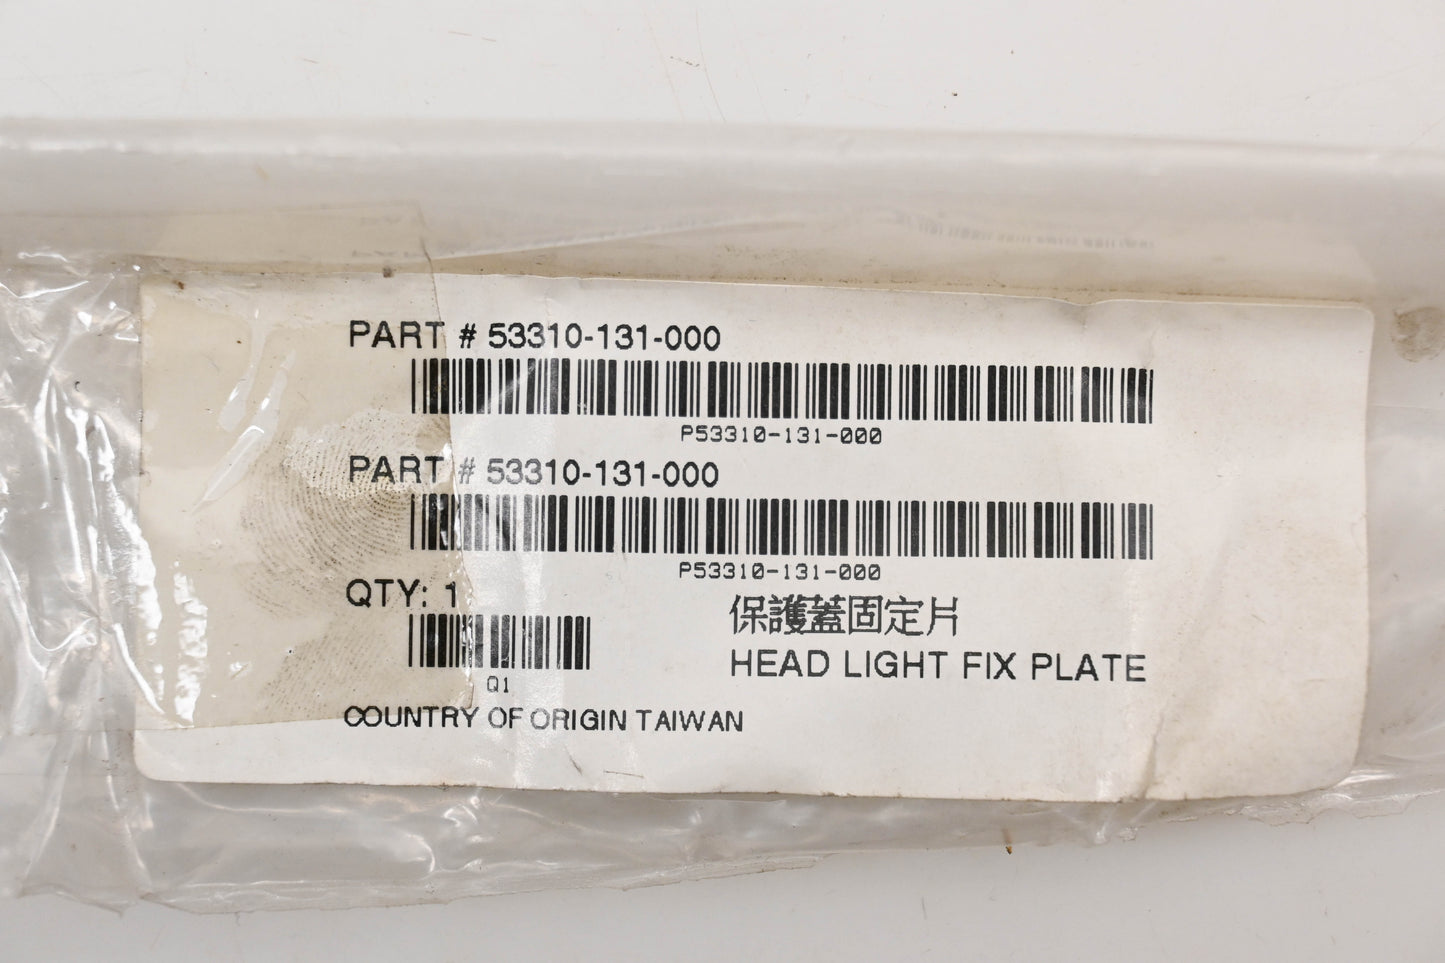 PART # 53310-131-000
P53310-131-000
PART # 53310-131-000
P53310-131-000
QTY: 1
Q1
保護蓋固定片
HEAD LIGHT FIX PLATE
COUNTRY OF ORIGIN TAIWAN